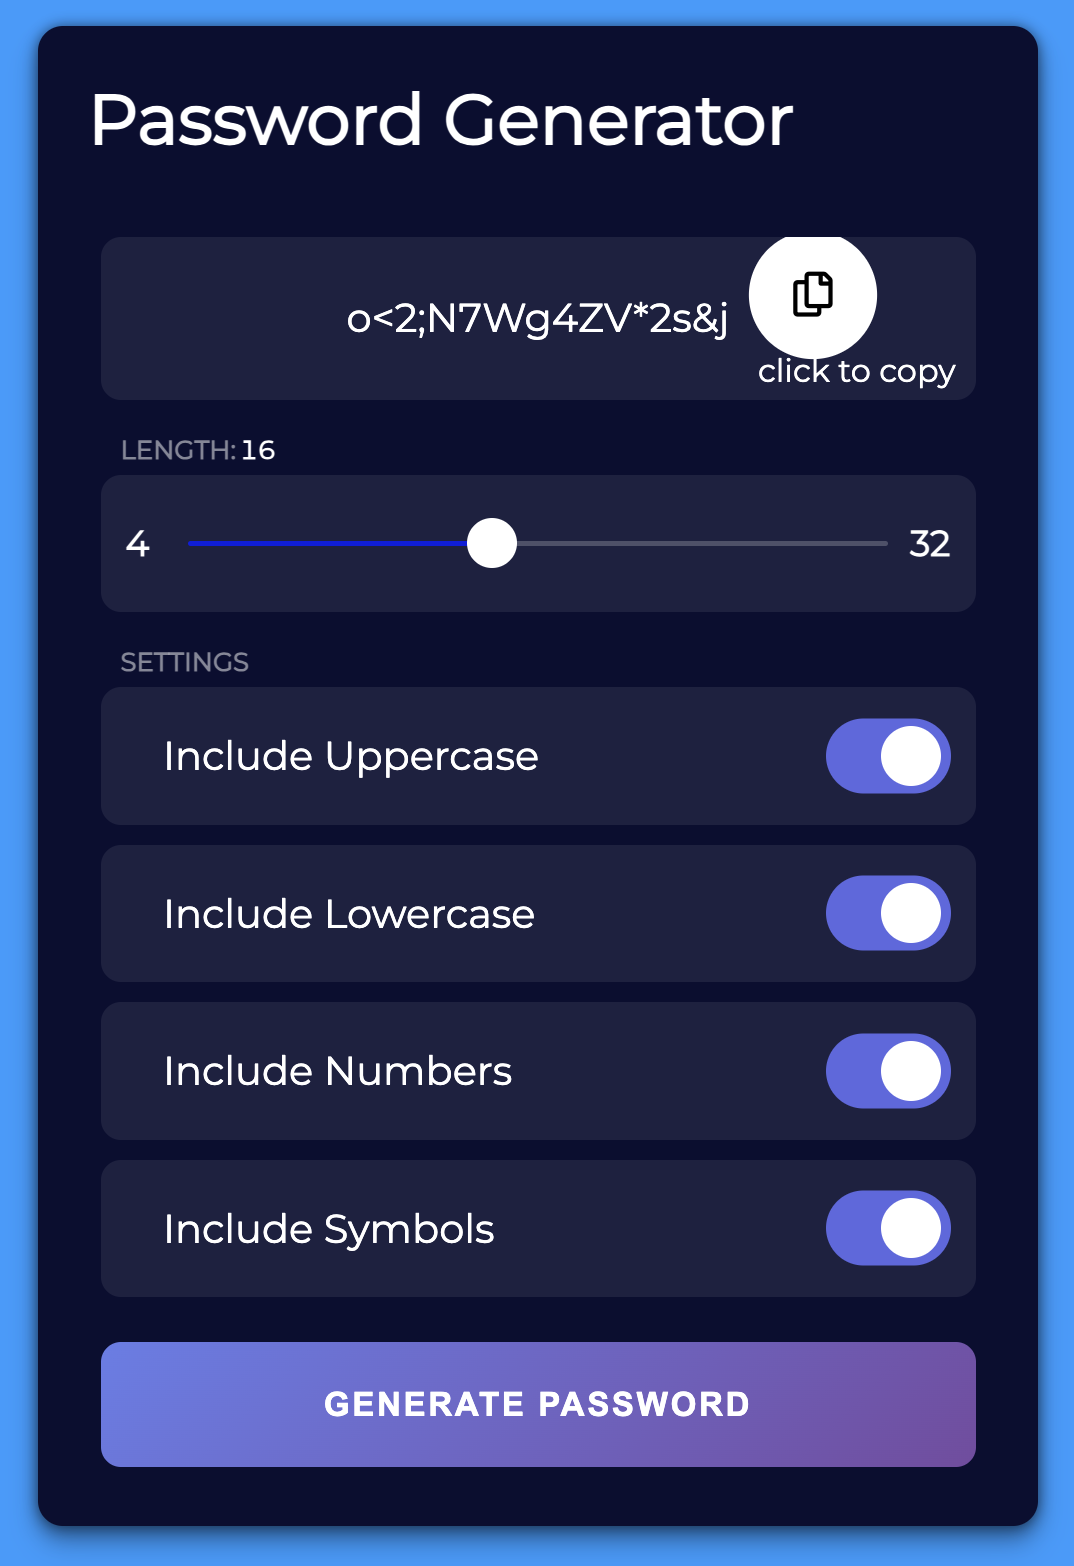 Password Generator
o<2;N7Wg4ZV*2s&j
click to copy
LENGTH: 16
4 32
SETTINGS
Include Uppercase
Include Lowercase
Include Numbers
Include Symbols
GENERATE PASSWORD